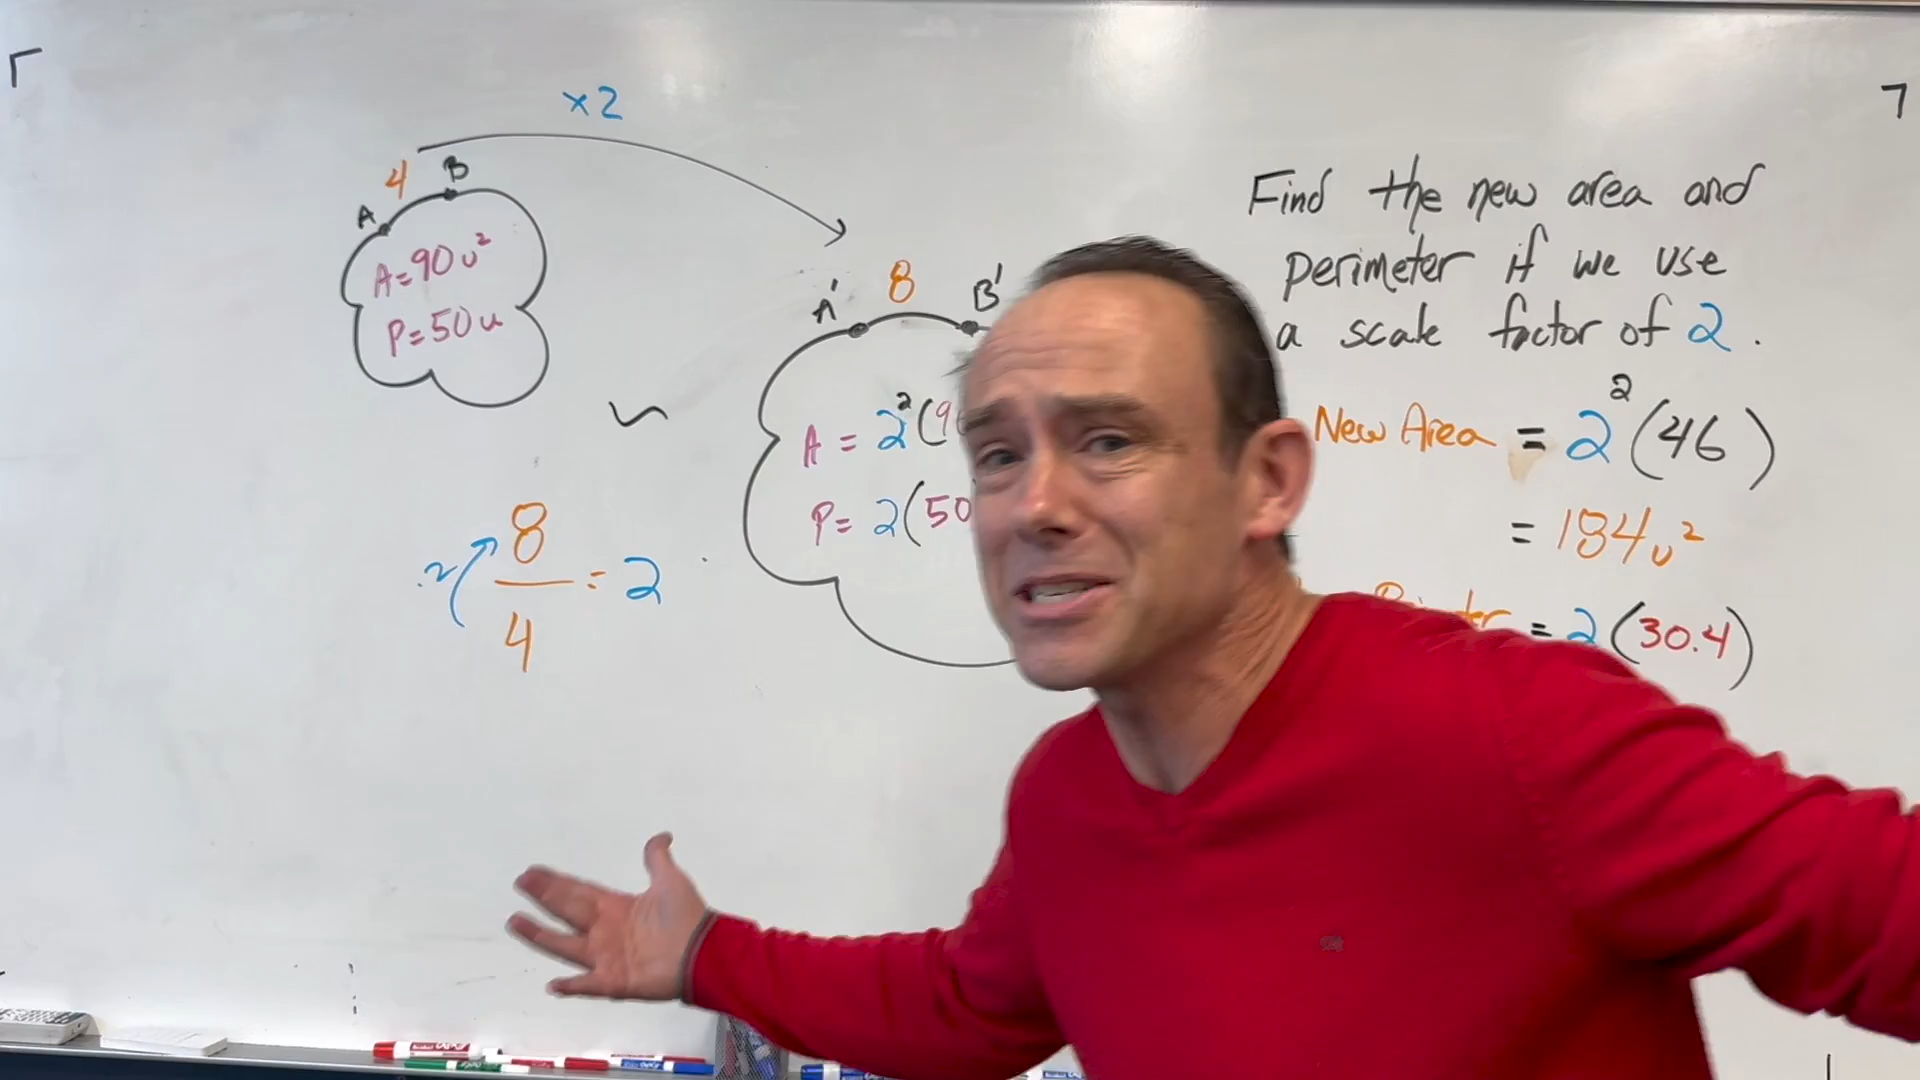 ×2
4
A B
A=90u²
P=50u
8
A' B'
A = 2²(9
P= 2(50
·2 8/4 = 2
Find the new area and
perimeter if we use
a scale factor of 2.
New Area = 2²(46)
= 184u²
= 2(30.4)